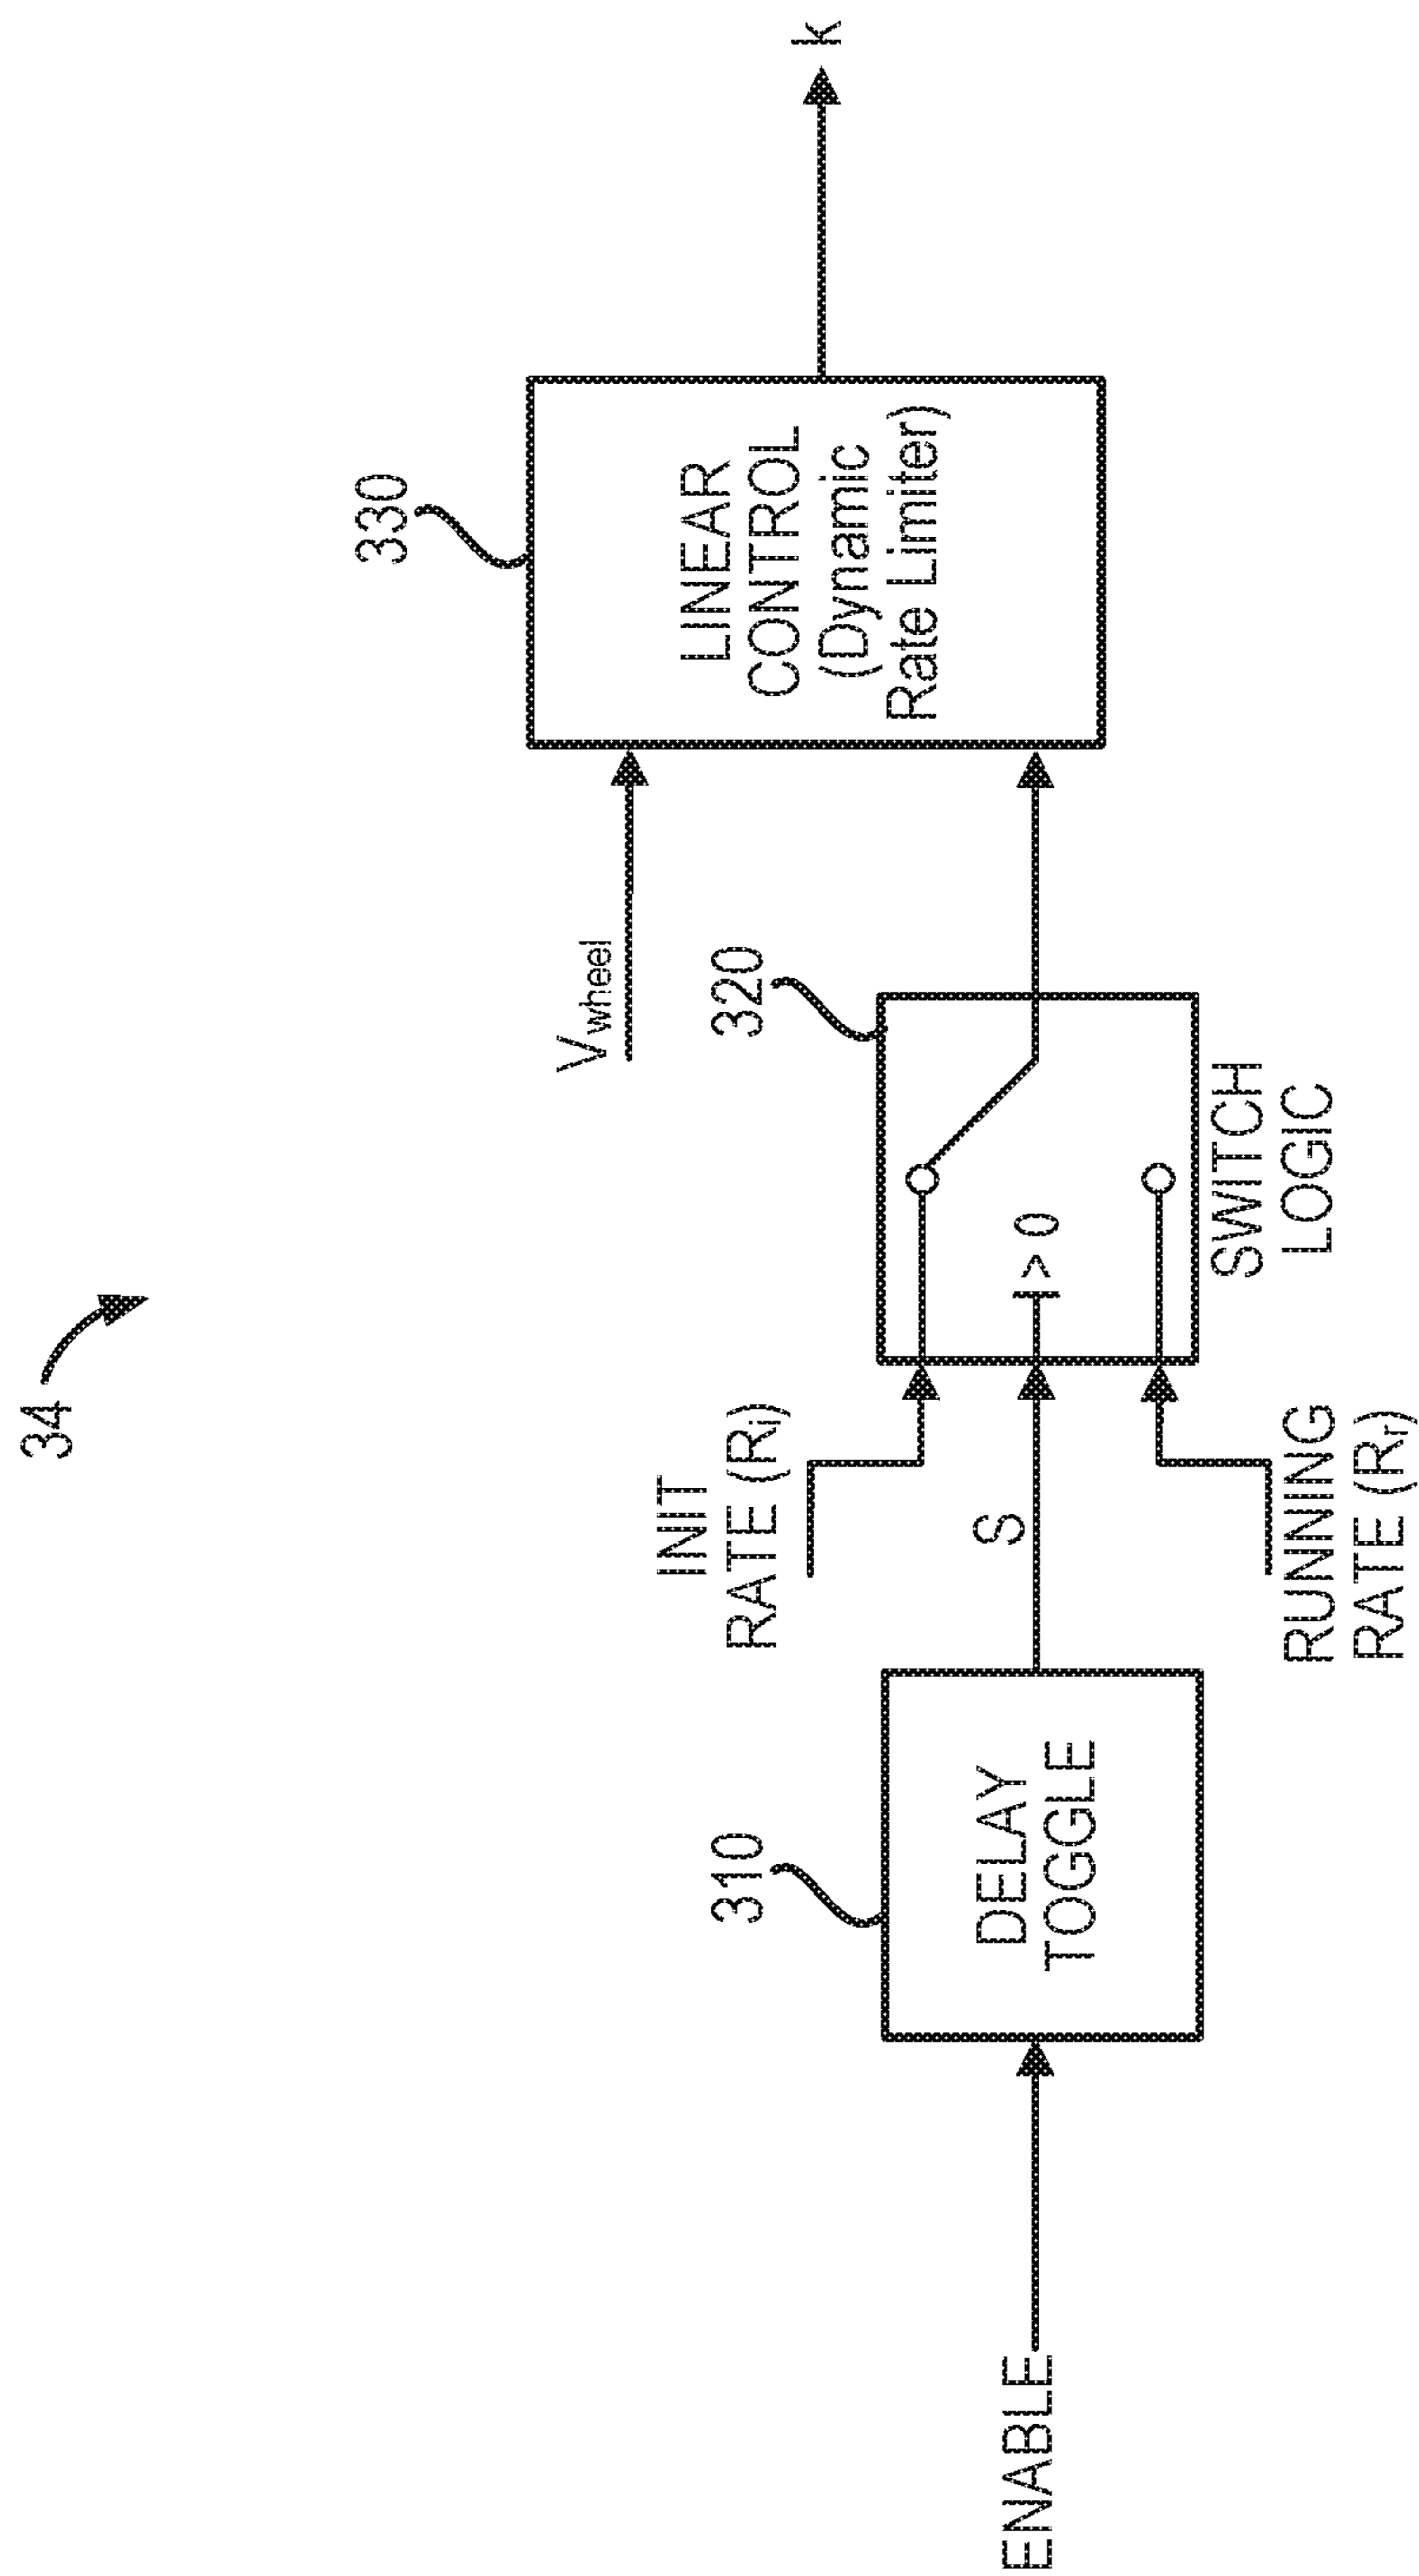 34
330
LINEAR
CONTROL
(Dynamic
Rate Limiter)
k
Vwheel
320
> 0
SWITCH
LOGIC
INIT
RATE (Ri)
S
RUNNING
RATE (Rr)
310
DELAY
TOGGLE
ENABLE